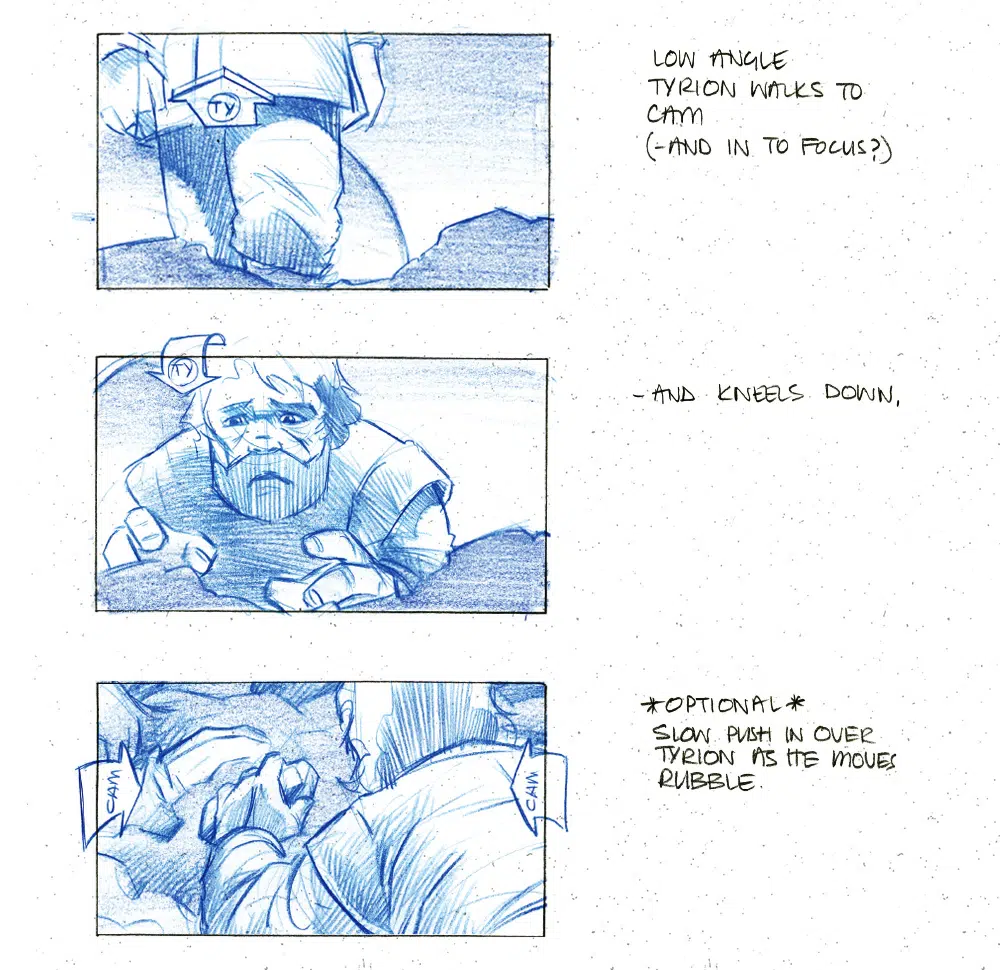 TY
LOW ANGLE
TYRION WALKS TO
CAM
(-AND IN TO FOCUS?)
TY
-AND KNEELS DOWN,
CAM
CAM
*OPTIONAL*
SLOW PUSH IN OVER
TYRION AS HE MOVES
RUBBLE.